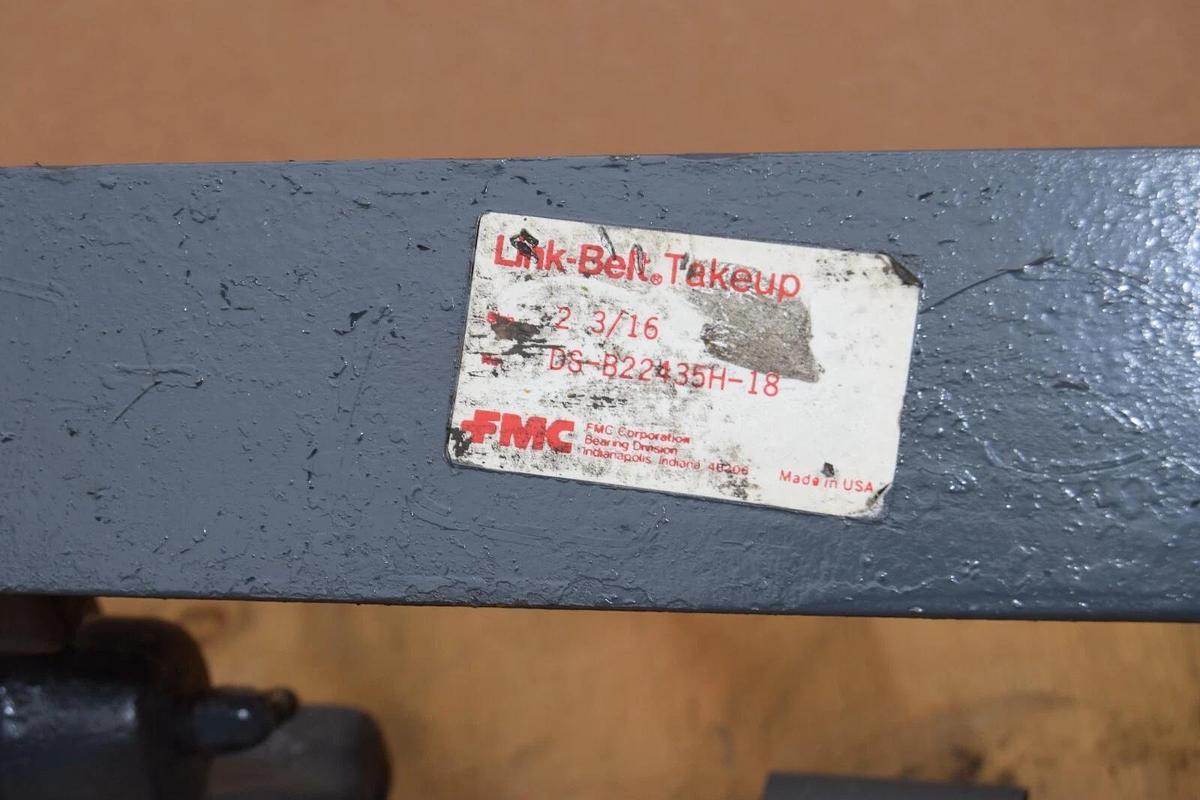 Link-Belt® Takeup
2 3/16
DS-B22435H-18
FMC
FMC Corporation
Bearing Division
Indianapolis, Indiana 46206
Made in USA